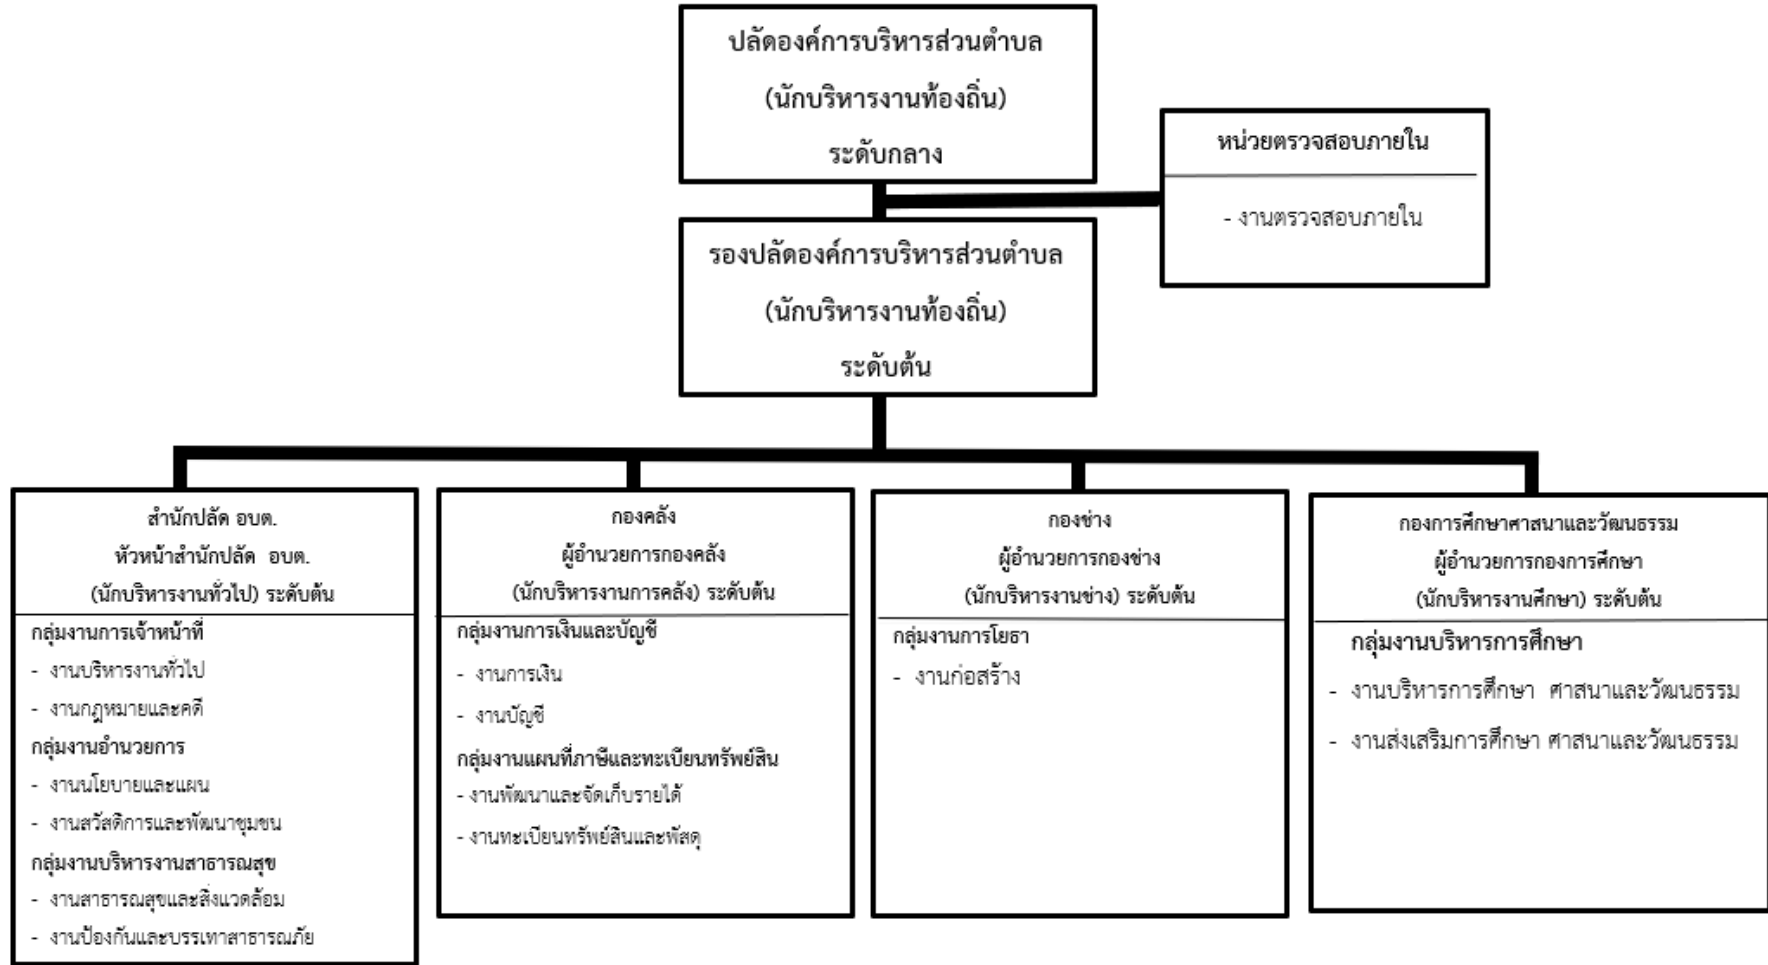 ปลัดองค์การบริหารส่วนตำบล
(นักบริหารงานท้องถิ่น)
ระดับกลาง
หน่วยตรวจสอบภายใน
- งานตรวจสอบภายใน
รองปลัดองค์การบริหารส่วนตำบล
(นักบริหารงานท้องถิ่น)
ระดับต้น
สำนักปลัด อบต.
หัวหน้าสำนักปลัด อบต.
(นักบริหารงานทั่วไป) ระดับต้น
กลุ่มงานการเจ้าหน้าที่
- งานบริหารงานทั่วไป
- งานกฎหมายและคดี
กลุ่มงานอำนวยการ
- งานนโยบายและแผน
- งานสวัสดิการและพัฒนาชุมชน
กลุ่มงานบริหารงานสาธารณสุข
- งานสาธารณสุขและสิ่งแวดล้อม
- งานป้องกันและบรรเทาสาธารณภัย
กองคลัง
ผู้อำนวยการกองคลัง
(นักบริหารงานการคลัง) ระดับต้น
กลุ่มงานการเงินและบัญชี
- งานการเงิน
- งานบัญชี
กลุ่มงานแผนที่ภาษีและทะเบียนทรัพย์สิน
- งานพัฒนาและจัดเก็บรายได้
- งานทะเบียนทรัพย์สินและพัสดุ
กองช่าง
ผู้อำนวยการกองช่าง
(นักบริหารงานช่าง) ระดับต้น
กลุ่มงานการโยธา
- งานก่อสร้าง
กองการศึกษาศาสนาและวัฒนธรรม
ผู้อำนวยการกองการศึกษา
(นักบริหารงานศึกษา) ระดับต้น
กลุ่มงานบริหารการศึกษา
- งานบริหารการศึกษา ศาสนาและวัฒนธรรม
- งานส่งเสริมการศึกษา ศาสนาและวัฒนธรรม